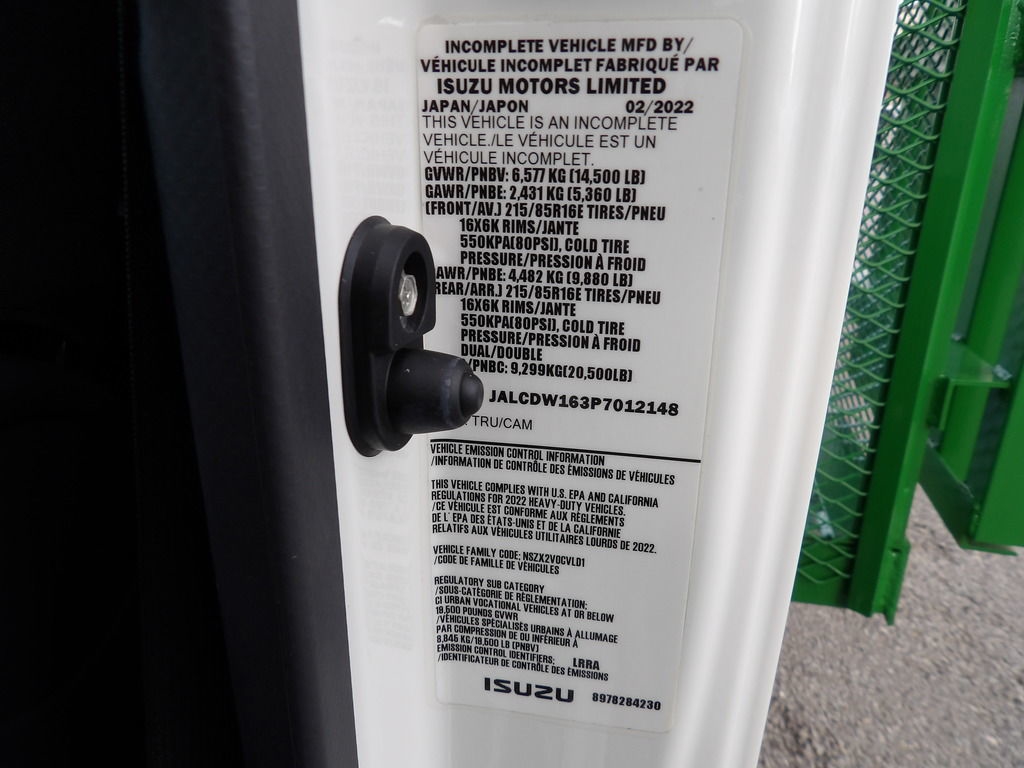 INCOMPLETE VEHICLE MFD BY/
VÉHICULE INCOMPLET FABRIQUÉ PAR
ISUZU MOTORS LIMITED
JAPAN/JAPON 02/2022
THIS VEHICLE IS AN INCOMPLETE
VEHICLE./LE VÉHICULE EST UN
VÉHICULE INCOMPLET.
GVWR/PNBV: 6,577 KG (14,500 LB)
GAWR/PNBE: 2,431 KG (5,360 LB)
(FRONT/AV.) 215/85R16E TIRES/PNEU
16X6K RIMS/JANTE
550KPA(80PSI), COLD TIRE
PRESSURE/PRESSION À FROID
AWR/PNBE: 4,482 KG (9,880 LB)
REAR/ARR.) 215/85R16E TIRES/PNEU
16X6K RIMS/JANTE
550KPA(80PSI), COLD TIRE
PRESSURE/PRESSION À FROID
DUAL/DOUBLE
/PNBC: 9,299KG(20,500LB)
JALCDW163P7012148
TRU/CAM
VEHICLE EMISSION CONTROL INFORMATION
/INFORMATION DE CONTRÔLE DES ÉMISSIONS DE VÉHICULES
THIS VEHICLE COMPLIES WITH U.S. EPA AND CALIFORNIA
REGULATIONS FOR 2022 HEAVY-DUTY VEHICLES.
/CE VÉHICULE EST CONFORME AUX RÈGLEMENTS
DE L' EPA DES ÉTATS-UNIS ET DE LA CALIFORNIE
RELATIFS AUX VÉHICULES UTILITAIRES LOURDS DE 2022.
VEHICLE FAMILY CODE: NSZX2VOCVLD1
/CODE DE FAMILLE DE VÉHICULES
REGULATORY SUB CATEGORY
/SOUS-CATÉGORIE DE RÉGLEMENTATION:
CI URBAN VOCATIONAL VEHICLES AT OR BELOW
19,500 POUNDS GVWR
/VÉHICULES SPÉCIALISÉS URBAINS À ALLUMAGE
PAR COMPRESSION DE OU INFÉRIEUR À
8,845 KG/19,500 LB (PNBV)
EMISSION CONTROL IDENTIFIERS: LRRA
/IDENTIFICATEUR DE CONTRÔLE DES ÉMISSIONS
ISUZU 8978284230